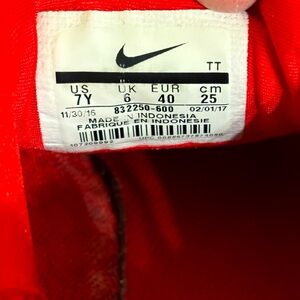 TT
US UK EUR cm
7Y 6 40 25
11/30/16 832250-600 02/01/17
MADE IN INDONESIA
FABRIQUE EN INDONESIE